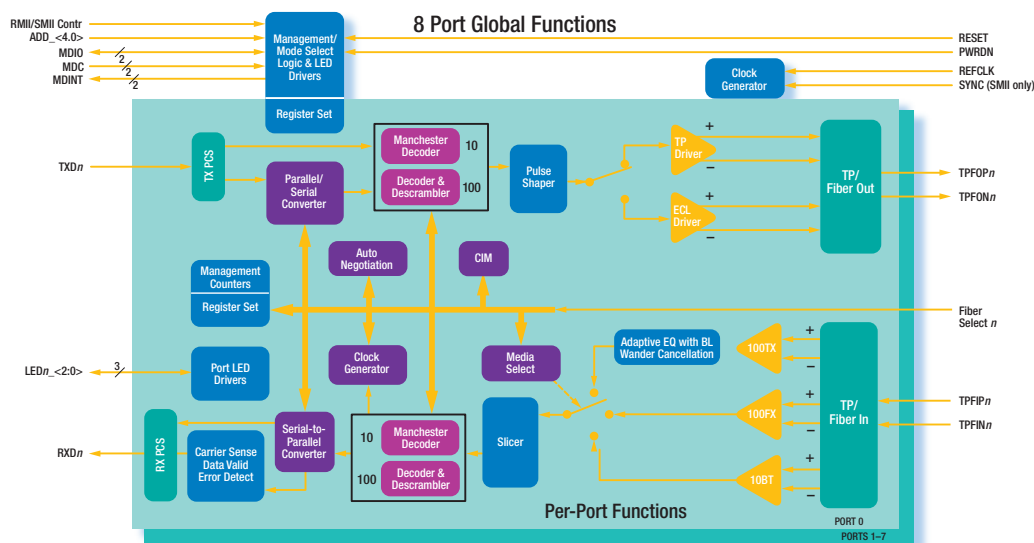 8 Port Global Functions
RMII/SMII Contr
ADD_<4.0>
MDIO
MDC
MDINT
2
2
2
Management/
Mode Select
Logic & LED
Drivers
Register Set
RESET
PWRDN
REFCLK
SYNC (SMII only)
Clock
Generator
TXDn
TX PCS
Parallel/
Serial
Converter
Manchester
Decoder
10
Decoder &
Descrambler
100
Pulse
Shaper
+
TP
Driver
−
+
ECL
Driver
−
TP/
Fiber Out
TPFOPn
TPFONn
Management
Counters
Register Set
Auto
Negotiation
CIM
Fiber
Select n
LEDn_<2:0>
3
Port LED
Drivers
Clock
Generator
Media
Select
Adaptive EQ with BL
Wander Cancellation
100TX
+
−
100FX
+
−
10BT
+
−
TP/
Fiber In
TPFIPn
TPFINn
RXDn
RX PCS
Carrier Sense
Data Valid
Error Detect
Serial-to-
Parallel
Converter
10
Manchester
Decoder
100
Decoder &
Descrambler
Slicer
Per-Port Functions
PORT 0
PORTS 1–7